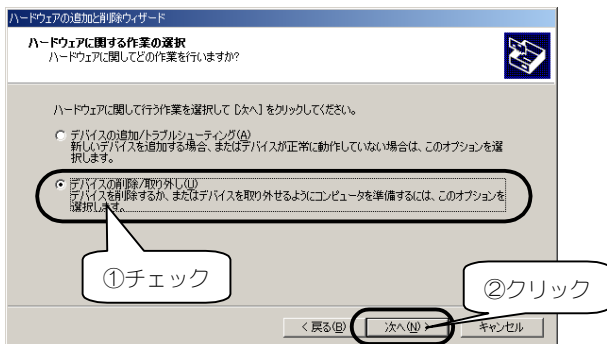 ハードウェアの追加と削除ウィザード
ハードウェアに関する作業の選択
ハードウェアに関してどの作業を行いますか?
ハードウェアに関して行う作業を選択して [次へ] をクリックしてください。
デバイスの追加/トラブルシューティング(A)
新しいデバイスを追加する場合、またはデバイスが正常に動作していない場合は、このオプションを選
択します。
デバイスの削除/取り外し(U)
デバイスを削除するか、またはデバイスを取り外せるようにコンピュータを準備するには、このオプションを
選択します。
①チェック
②クリック
< 戻る(B)
次へ(N) >
キャンセル